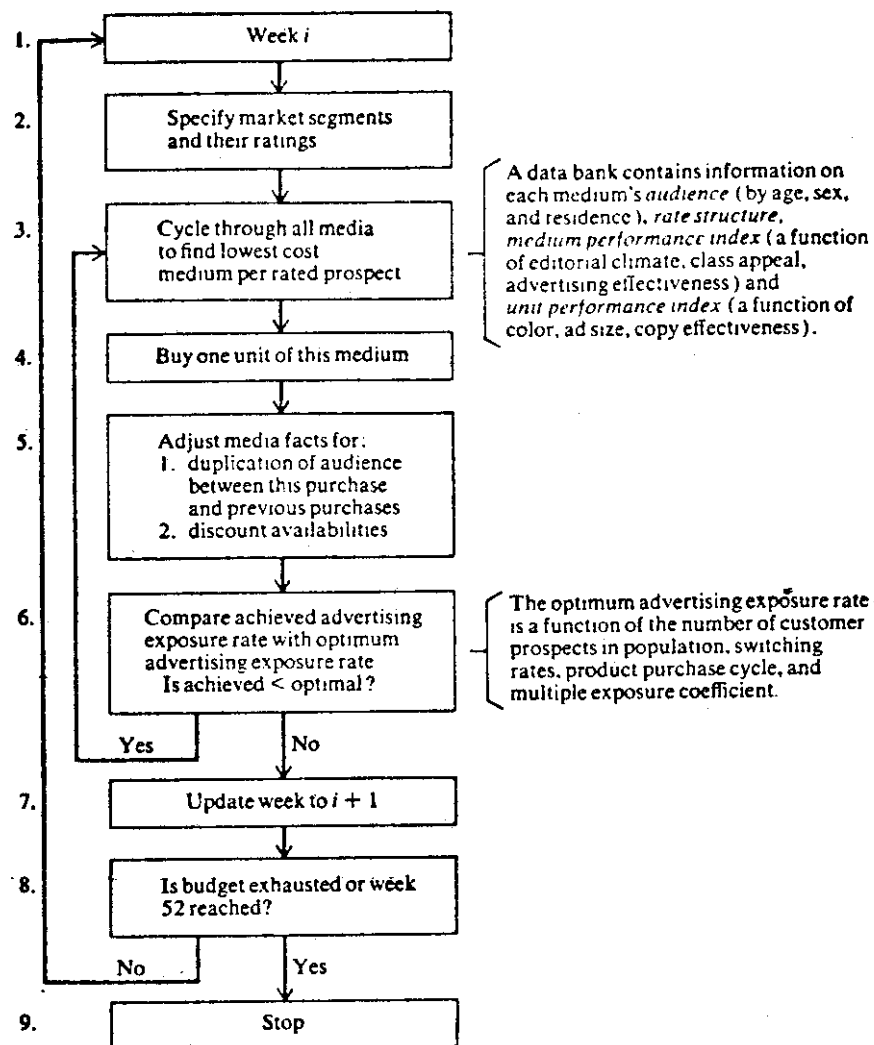 1.
Week i
2.
Specify market segments
and their ratings
3.
Cycle through all media
to find lowest cost
medium per rated prospect
A data bank contains information on
each medium's audience (by age, sex,
and residence), rate structure,
medium performance index (a function
of editorial climate, class appeal,
advertising effectiveness) and
unit performance index (a function of
color, ad size, copy effectiveness).
4.
Buy one unit of this medium
5.
Adjust media facts for:
1. duplication of audience
between this purchase
and previous purchases
2. discount availabilities
6.
Compare achieved advertising
exposure rate with optimum
advertising exposure rate
Is achieved < optimal?
The optimum advertising exposure rate
is a function of the number of customer
prospects in population, switching
rates, product purchase cycle, and
multiple exposure coefficient.
Yes
No
7.
Update week to i + 1
8.
Is budget exhausted or week
52 reached?
No
Yes
9.
Stop